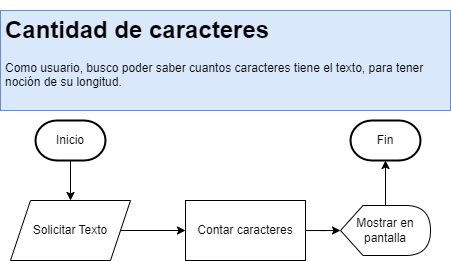 Cantidad de caracteres
Como usuario, busco poder saber cuantos caracteres tiene el texto, para tener
noción de su longitud.
Inicio
Fin
Solicitar Texto
Contar caracteres
Mostrar en
pantalla